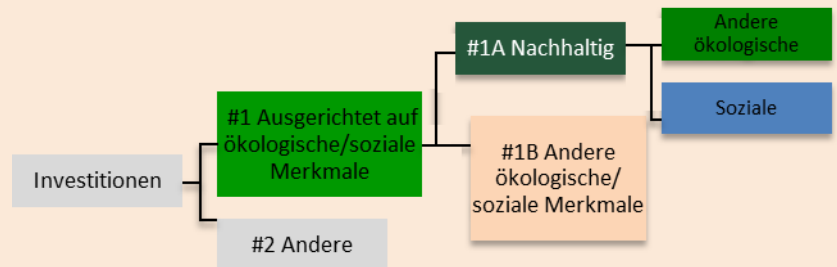 Investitionen
#1 Ausgerichtet auf
ökologische/soziale
Merkmale
#2 Andere
#1A Nachhaltig
#1B Andere
ökologische/
soziale Merkmale
Andere
ökologische
Soziale